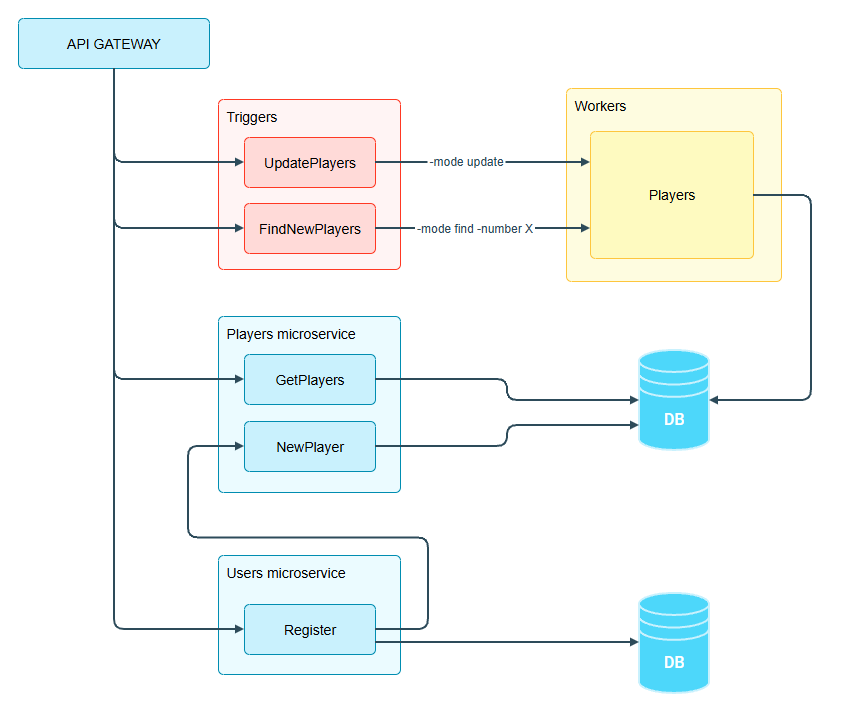 API GATEWAY
Triggers
UpdatePlayers
-mode update
FindNewPlayers
-mode find -number X
Workers
Players
Players microservice
GetPlayers
NewPlayer
DB
Users microservice
Register
DB